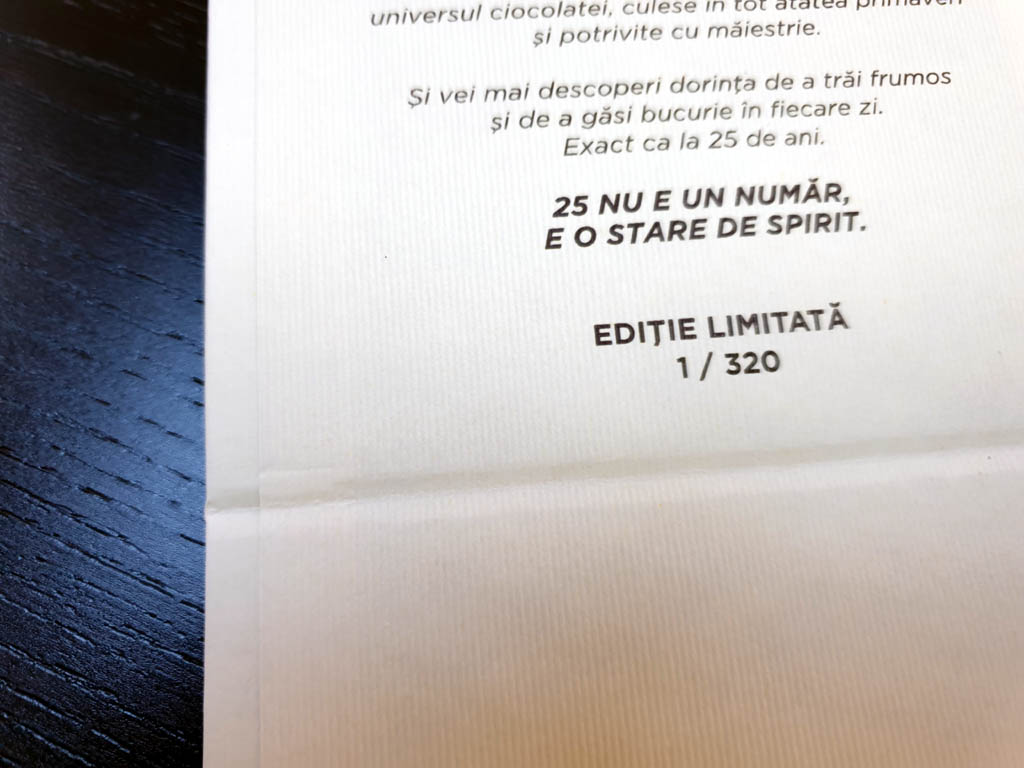 universul ciocolatei, culese în tot atâtea primăveri
și potrivite cu măiestrie.
Și vei mai descoperi dorința de a trăi frumos
și de a găsi bucurie în fiecare zi.
Exact ca la 25 de ani.
25 NU E UN NUMĂR,
E O STARE DE SPIRIT.
EDIȚIE LIMITATĂ
1 / 320